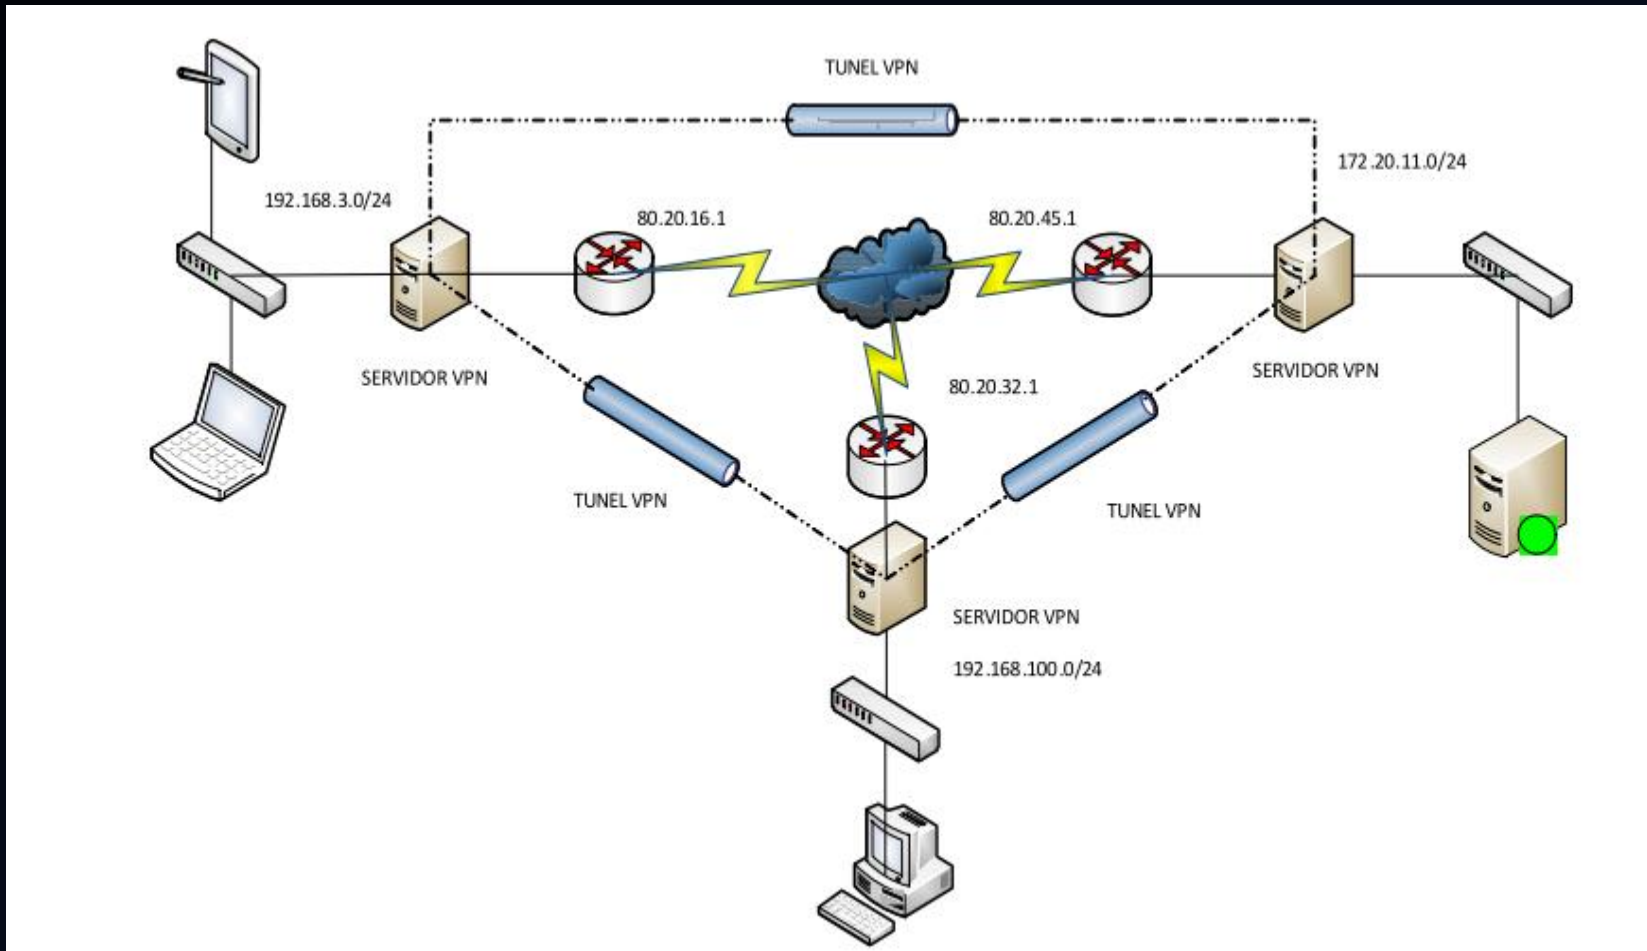 TUNEL VPN
172.20.11.0/24
192.168.3.0/24
80.20.16.1
80.20.45.1
SERVIDOR VPN
SERVIDOR VPN
80.20.32.1
TUNEL VPN
TUNEL VPN
SERVIDOR VPN
192.168.100.0/24